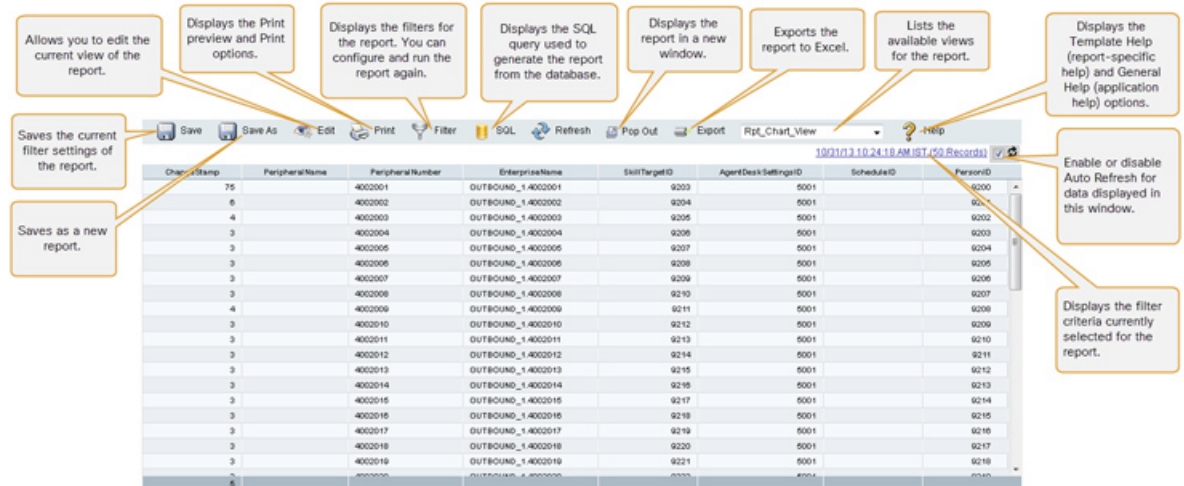 Allows you to edit the
current view of the
report.
Displays the Print
preview and Print
options.
Displays the filters for
the report. You can
configure and run the
report again.
Displays the SQL
query used to
generate the report
from the database.
Displays the
report in a new
window.
Exports the
report to Excel.
Lists the
available views
for the report.
Displays the
Template Help
(report-specific
help) and General
Help (application
help) options.
Saves the current
filter settings of
the report.
Saves as a new
report.
Save Save As Edit Print Filter SQL Refresh Pop Out Export Rpt_Chart_View Help
10/31/13 10:24:18 AM IST (50 Records)
Enable or disable
Auto Refresh for
data displayed in
this window.
Displays the filter
criteria currently
selected for the
report.
PeripheralName PeripheralNumber EnterpriseName SkillTargetID AgentDeskSettingsID ScheduleID PersonID
75 4002001 OUTBOUND_1.4002001 9203 5001 9200
6 4002002 OUTBOUND_1.4002002 9204 5001
4 4002003 OUTBOUND_1.4002003 9205 5001 9202
3 4002004 OUTBOUND_1.4002004 9206 5001 9203
3 4002005 OUTBOUND_1.4002005 9207 5001 9204
3 4002006 OUTBOUND_1.4002006 9208 5001 9205
3 4002007 OUTBOUND_1.4002007 9209 5001 9206
3 4002008 OUTBOUND_1.4002008 9210 5001 9207
4 4002009 OUTBOUND_1.4002009 9211 5001 9208
3 4002010 OUTBOUND_1.4002010 9212 5001 9209
3 4002011 OUTBOUND_1.4002011 9213 5001 9210
3 4002012 OUTBOUND_1.4002012 9214 5001 9211
3 4002013 OUTBOUND_1.4002013 9215 5001 9212
3 4002014 OUTBOUND_1.4002014 9216 5001 9213
3 4002015 OUTBOUND_1.4002015 9217 5001 9214
3 4002016 OUTBOUND_1.4002016 9218 5001 9215
3 4002017 OUTBOUND_1.4002017 9219 5001 9216
3 4002018 OUTBOUND_1.4002018 9220 5001 9217
3 4002019 OUTBOUND_1.4002019 9221 5001 9218